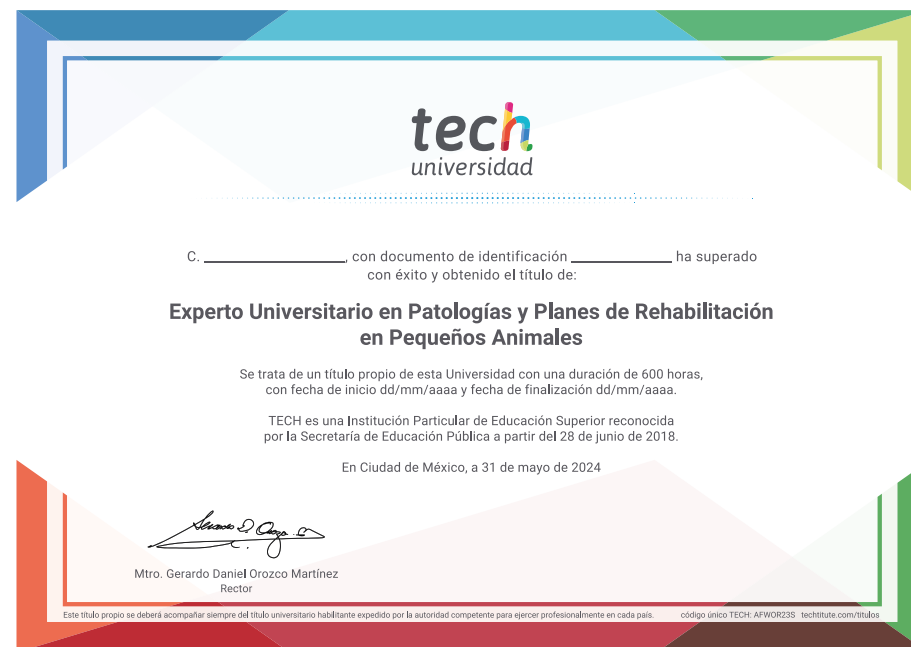 tech
universidad
C. ____________, con documento de identificación ____________ ha superado
con éxito y obtenido el título de:
Experto Universitario en Patologías y Planes de Rehabilitación
en Pequeños Animales
Se trata de un título propio de esta Universidad con una duración de 600 horas,
con fecha de inicio dd/mm/aaaa y fecha de finalización dd/mm/aaaa.
TECH es una Institución Particular de Educación Superior reconocida
por la Secretaría de Educación Pública a partir del 28 de junio de 2018.
En Ciudad de México, a 31 de mayo de 2024
Mtro. Gerardo Daniel Orozco Martínez
Rector
Este título propio se deberá acompañar siempre del título universitario habilitante expedido por la autoridad competente para ejercer profesionalmente en cada país. código único TECH: AFWOR23S techtitute.com/titulos